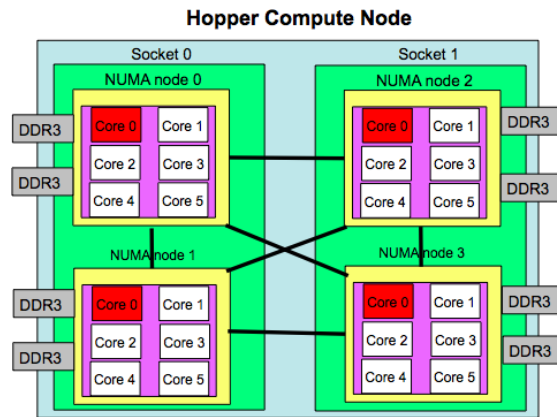 Hopper Compute Node
Socket 0
Socket 1
NUMA node 0
DDR3
DDR3
Core 0 Core 1
Core 2 Core 3
Core 4 Core 5
NUMA node 2
Core 0 Core 1
Core 2 Core 3
Core 4 Core 5
DDR3
DDR3
NUMA node 1
DDR3
DDR3
Core 0 Core 1
Core 2 Core 3
Core 4 Core 5
NUMA node 3
Core 0 Core 1
Core 2 Core 3
Core 4 Core 5
DDR3
DDR3